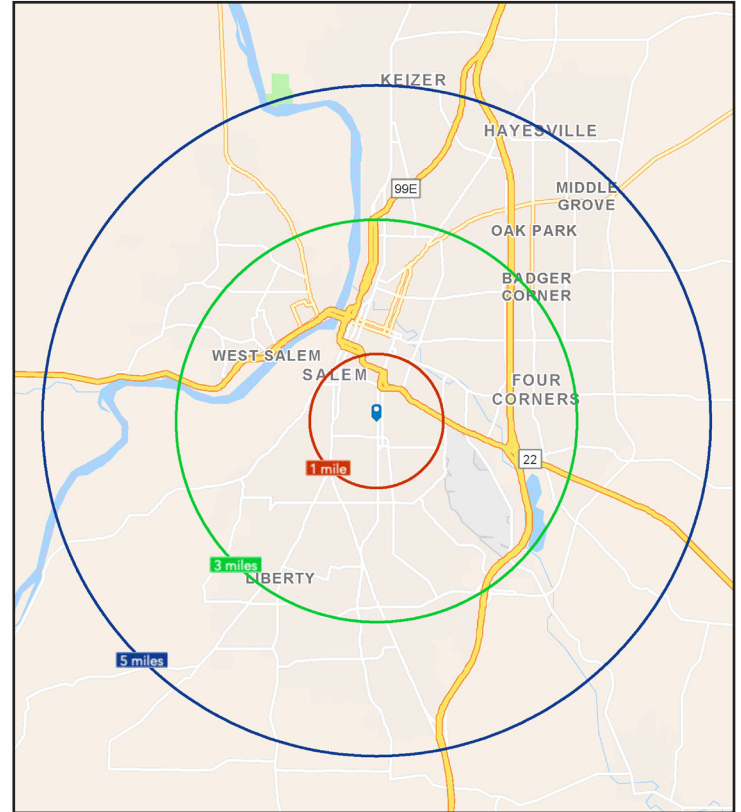 KEIZER
HAYESVILLE
99E
MIDDLE
GROVE
OAK PARK
BADGER
CORNER
WEST SALEM
SALEM
FOUR
CORNERS
22
1 mile
3 miles
LIBERTY
5 miles